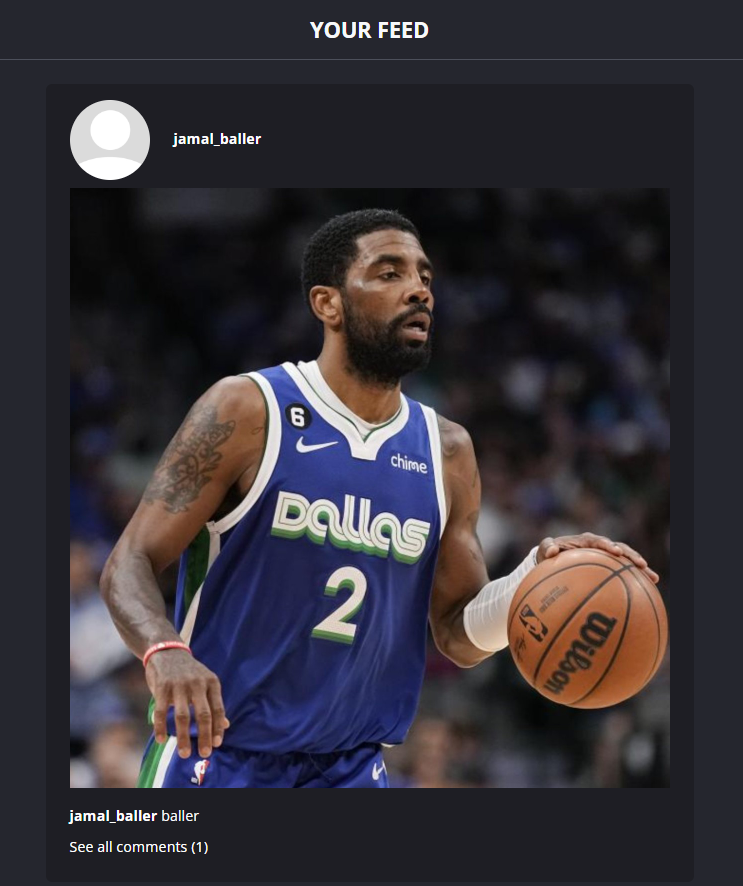 YOUR FEED
jamal_baller
6
chime
Dallas
2
Wilson
jamal_baller baller
See all comments (1)